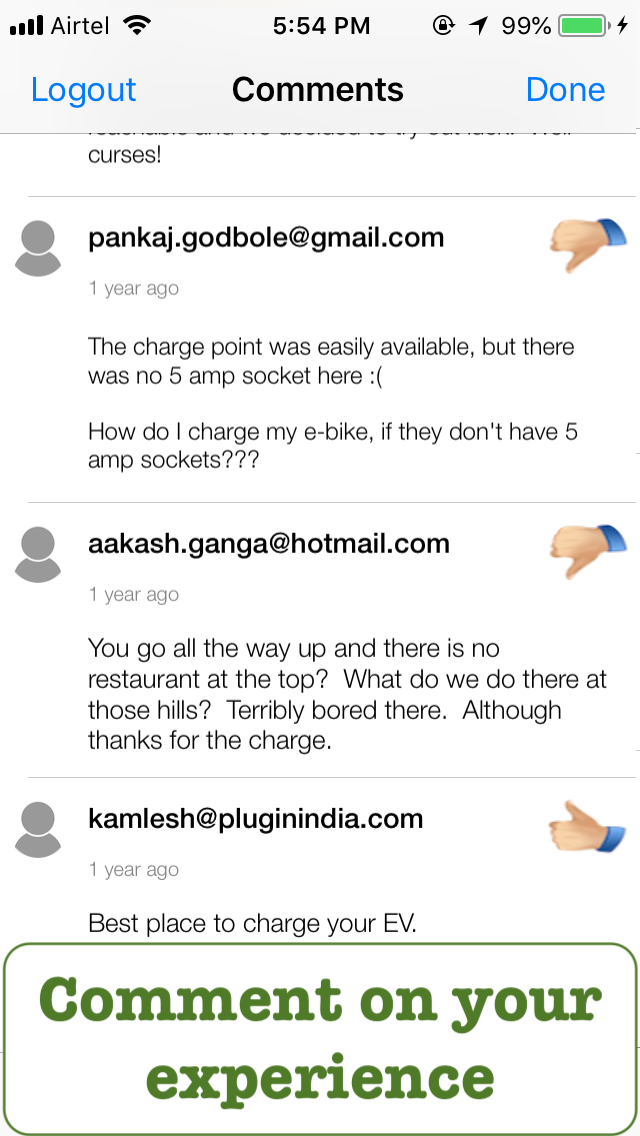 Airtel 5:54 PM 99%
Logout Comments Done
curses!
pankaj.godbole@gmail.com
1 year ago
The charge point was easily available, but there
was no 5 amp socket here :(
How do I charge my e-bike, if they don't have 5
amp sockets???
aakash.ganga@hotmail.com
1 year ago
You go all the way up and there is no
restaurant at the top?  What do we do there at
those hills?  Terribly bored there.  Although
thanks for the charge.
kamlesh@pluginindia.com
1 year ago
Best place to charge your EV.
Comment on your
experience